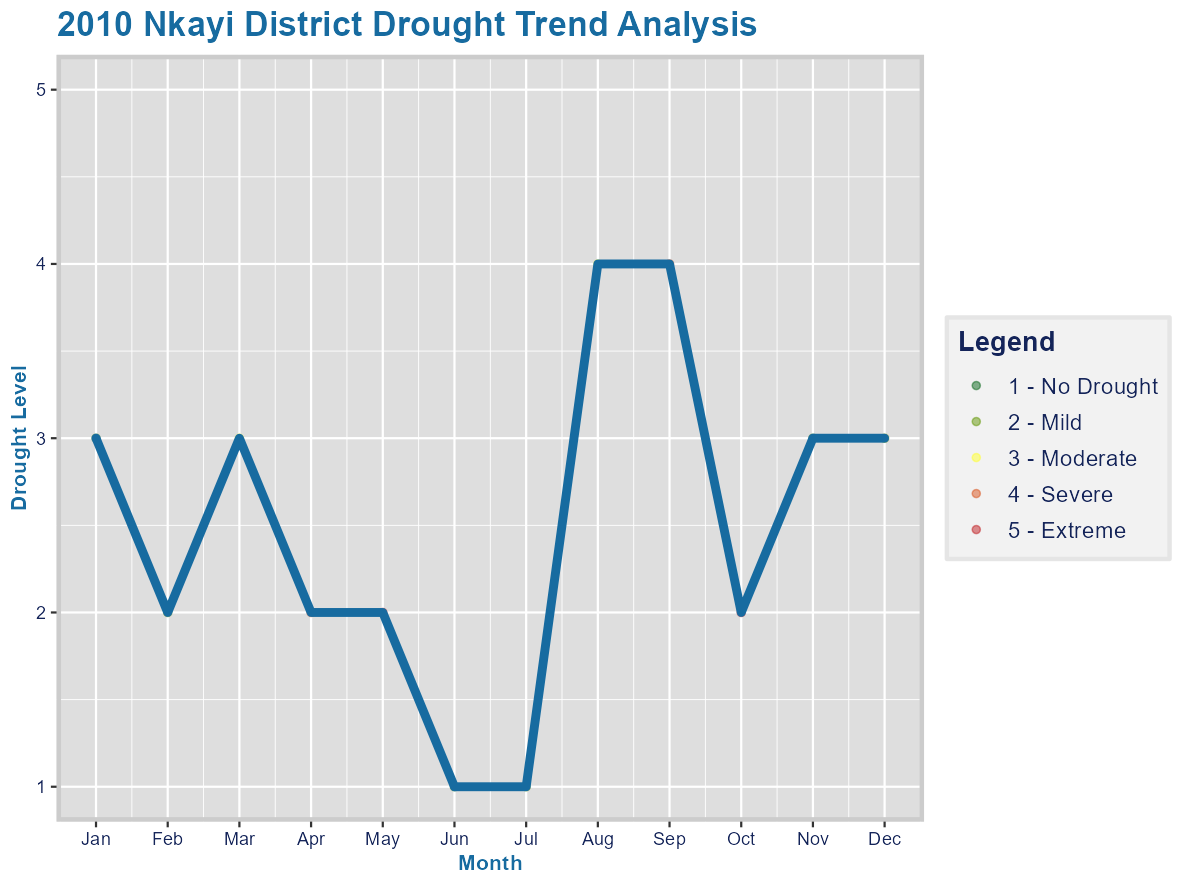 2010 Nkayi District Drought Trend Analysis
Drought Level
5
4
3
2
1
Jan Feb Mar Apr May Jun Jul Aug Sep Oct Nov Dec
Month
Legend
1 - No Drought
2 - Mild
3 - Moderate
4 - Severe
5 - Extreme